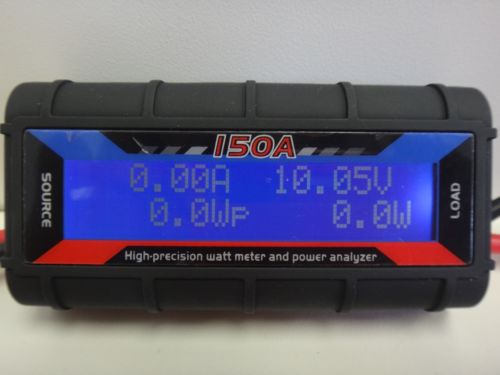 150A
SOURCE
0.00A 10.05V
0.0Wp 0.0W
LOAD
High-precision watt meter and power analyzer